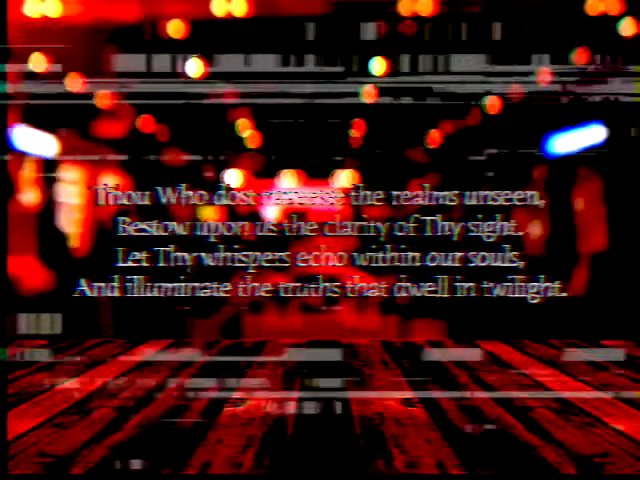 Thou Who dost the realms unseen,
Bestow upon us the clarity of Thy sight.
Let Thy whispers echo within our souls,
And illuminate the truths that dwell in twilight.